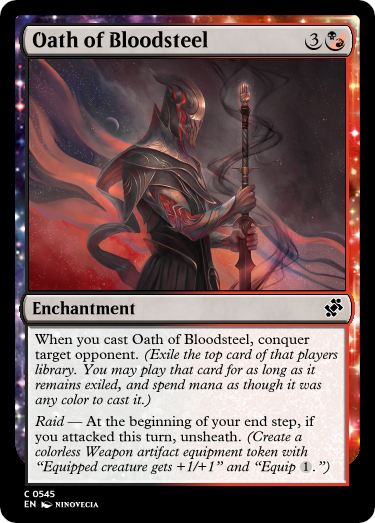 Oath of Bloodsteel 3
Enchantment
When you cast Oath of Bloodsteel, conquer
target opponent. (Exile the top card of that players
library. You may play that card for as long as it
remains exiled, and spend mana as though it was
any color to cast it.)
Raid — At the beginning of your end step, if
you attacked this turn, unsheath. (Create a
colorless Weapon artifact equipment token with
“Equipped creature gets +1/+1” and “Equip 1.”)
C 0545
EN NINOVECIA